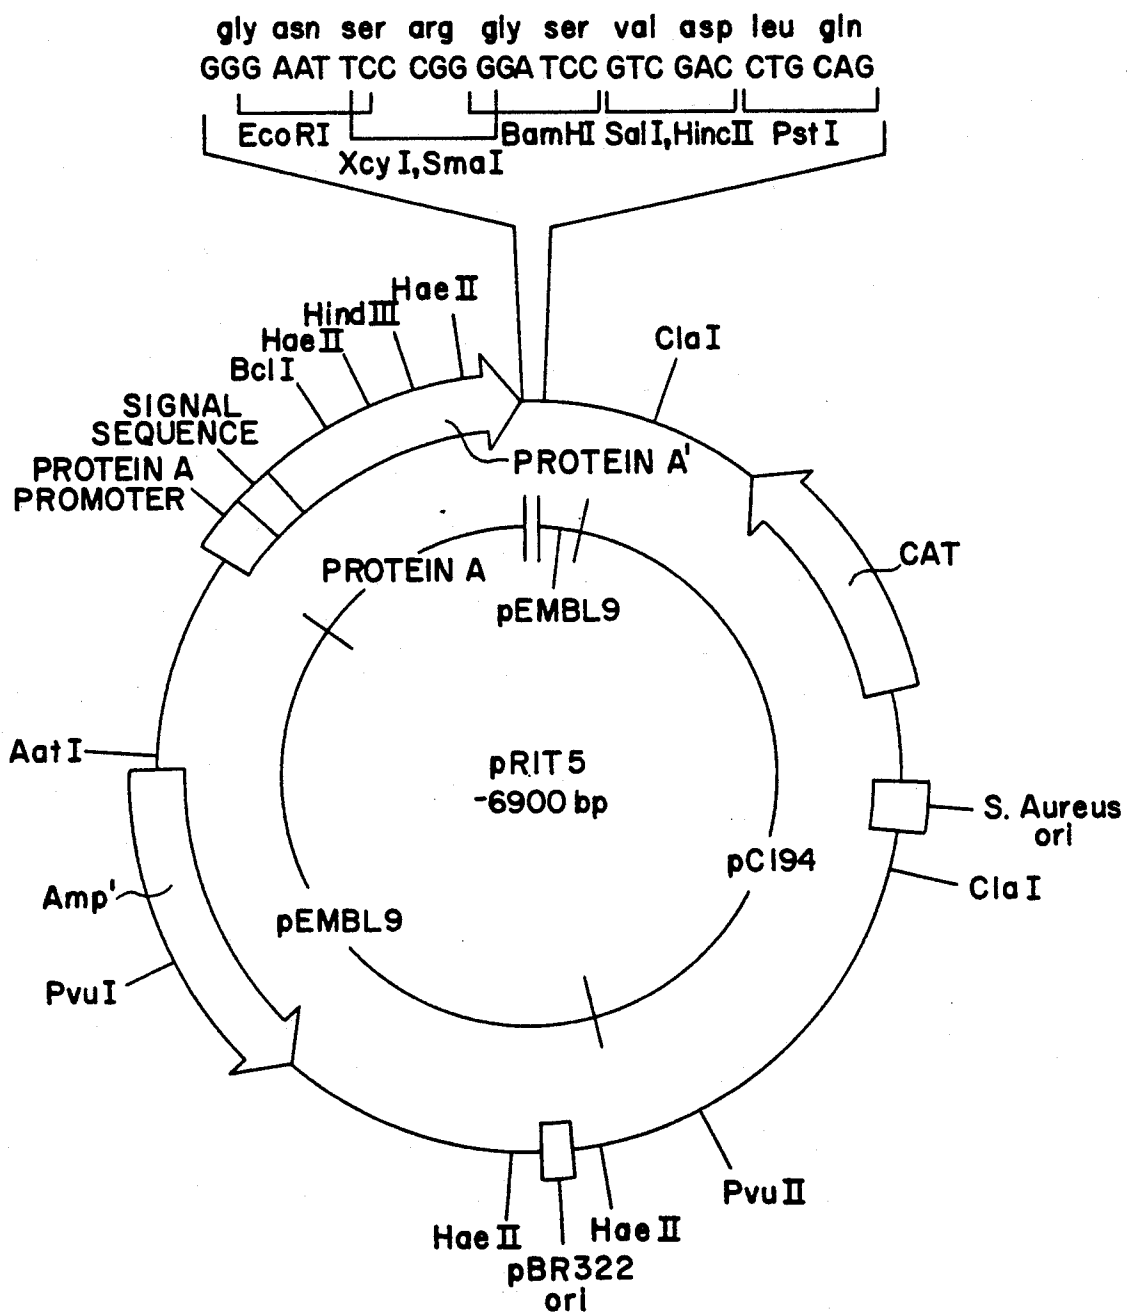 gly asn ser arg gly ser val asp leu gln
GGG AAT TCC CGG GGA TCC GTC GAC CTG CAG
EcoRI
BamHI
SalI,HincII
PstI
XcyI,SmaI
HaeII
HindIII
HaeII
BclI
ClaI
SIGNAL
SEQUENCE
PROTEIN A
PROMOTER
PROTEIN A'
CAT
PROTEIN A
pEMBL9
AatI
pRIT5
-6900 bp
S. Aureus
ori
pC194
ClaI
Amp'
pEMBL9
PvuI
PvuII
HaeII
HaeII
pBR322
ori